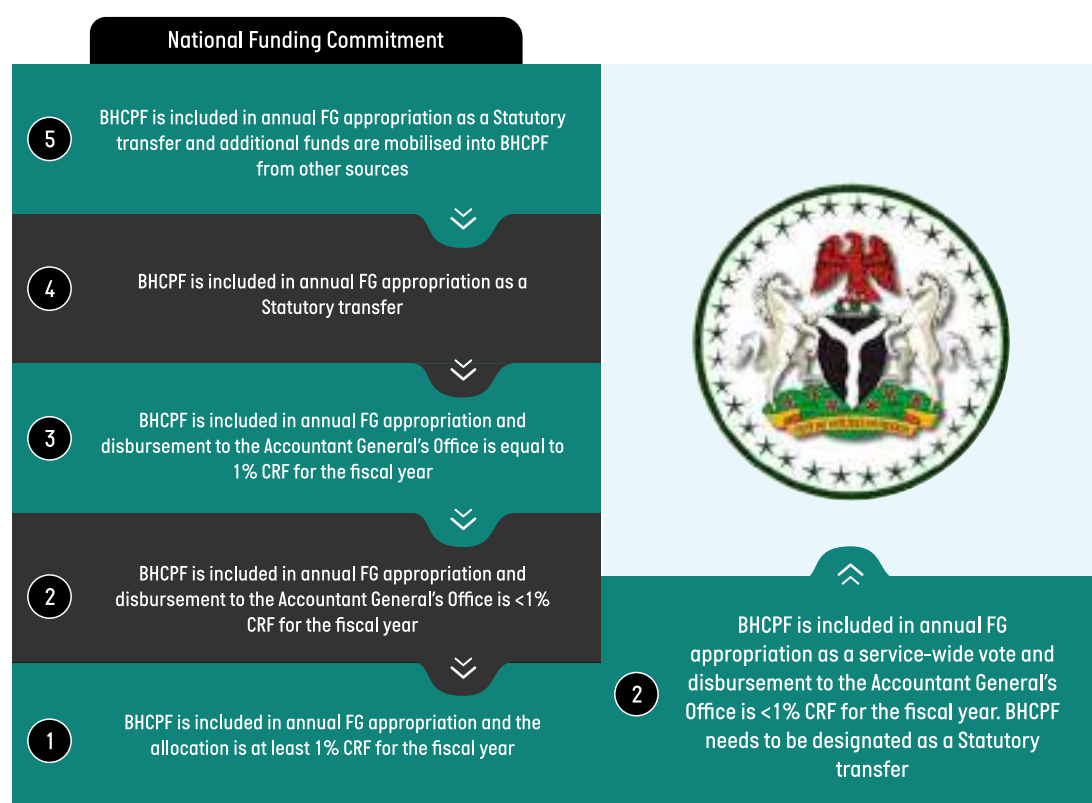 National Funding Commitment
5
BHCPF is included in annual FG appropriation as a Statutory
transfer and additional funds are mobilised into BHCPF
from other sources
4
BHCPF is included in annual FG appropriation as a
Statutory transfer
3
BHCPF is included in annual FG appropriation and
disbursement to the Accountant General's Office is equal to
1% CRF for the fiscal year
2
BHCPF is included in annual FG appropriation and
disbursement to the Accountant General's Office is <1%
CRF for the fiscal year
1
BHCPF is included in annual FG appropriation and the
allocation is at least 1% CRF for the fiscal year
2
BHCPF is included in annual FG
appropriation as a service-wide vote and
disbursement to the Accountant General's
Office is <1% CRF for the fiscal year. BHCPF
needs to be designated as a Statutory
transfer